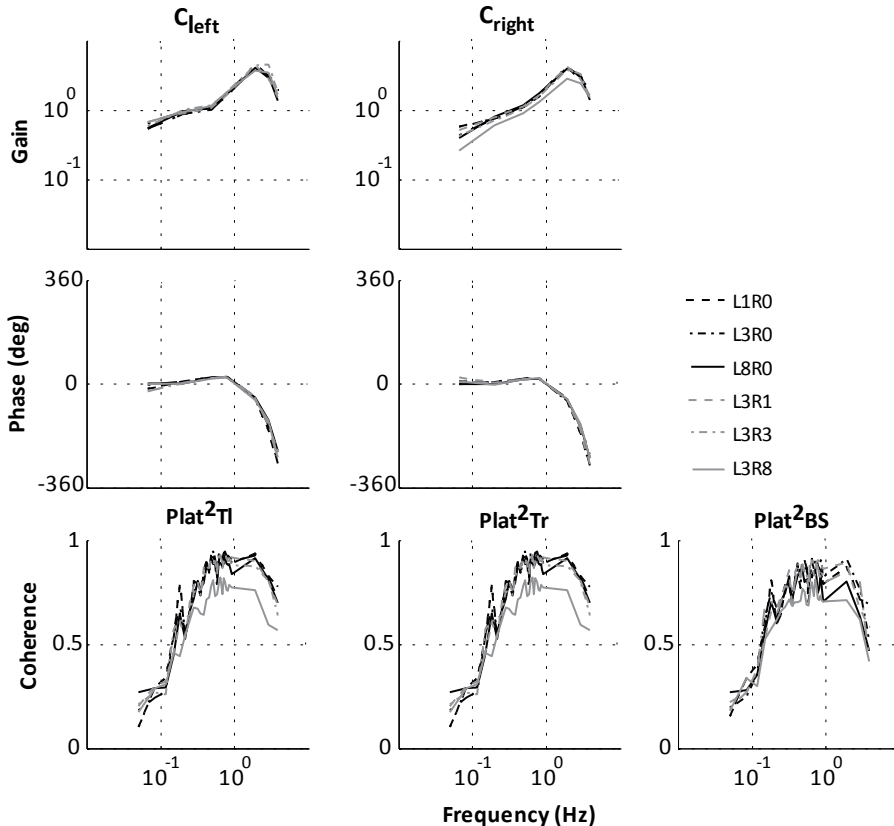 C_left C_right
Gain
10^0 10^0
10^-1 10^-1
Phase (deg)
360 360
0 0
-360 -360
L1R0
L3R0
L8R0
L3R1
L3R3
L3R8
Plat²Tl Plat²Tr Plat²BS
Coherence
1 1 1
0.5 0.5 0.5
0 0 0
10^-1 10^0 10^-1 10^0 10^-1 10^0
Frequency (Hz)